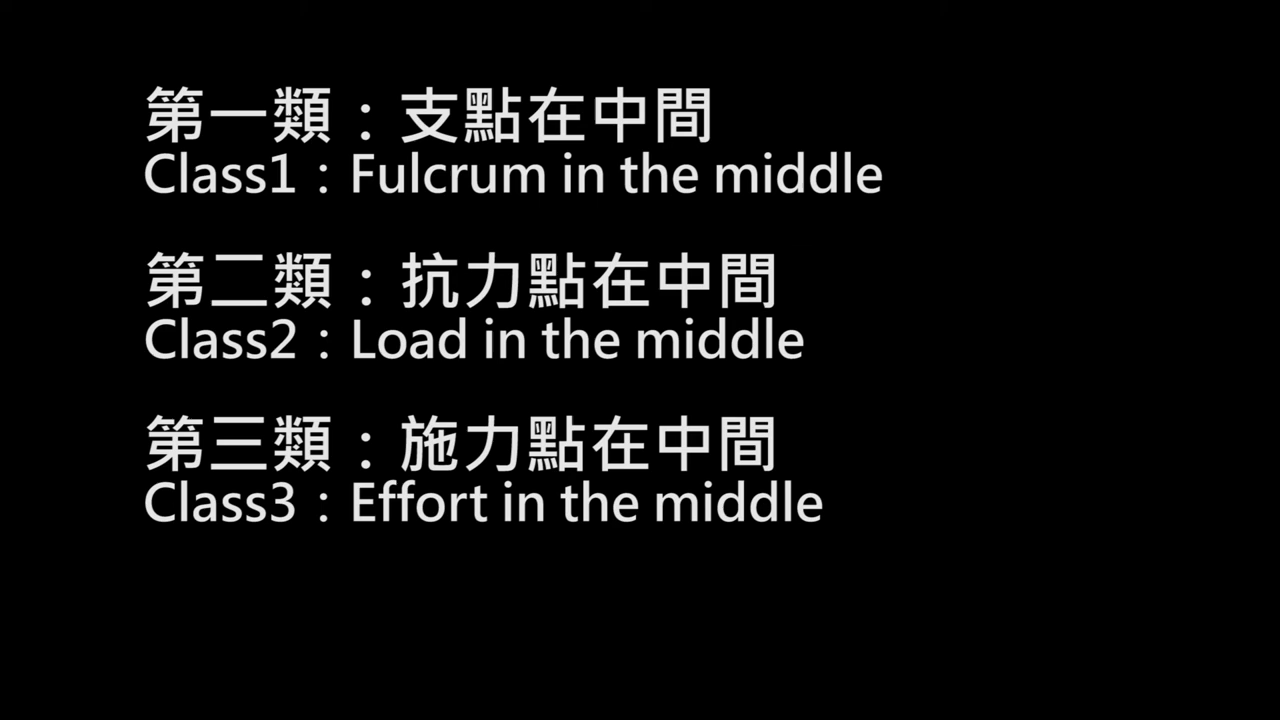 第一類：支點在中間
Class1：Fulcrum in the middle
第二類：抗力點在中間
Class2：Load in the middle
第三類：施力點在中間
Class3：Effort in the middle